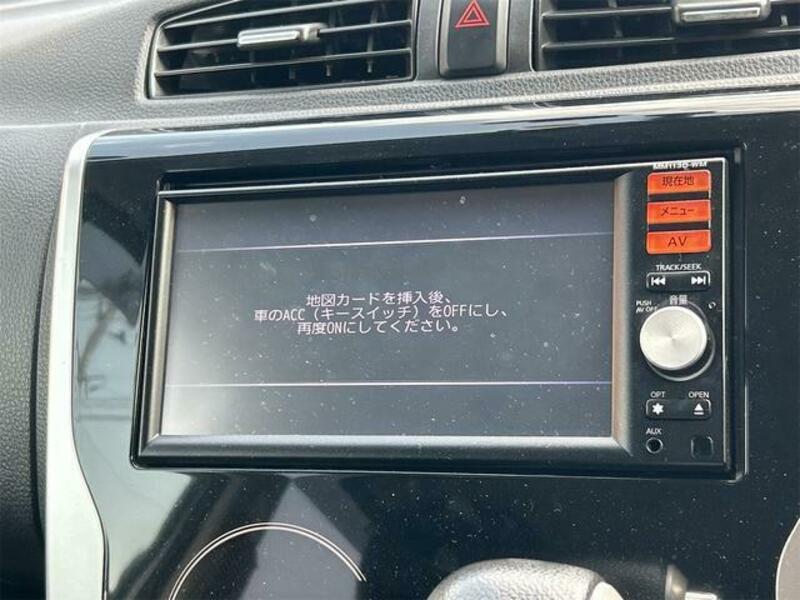 MM113D-WM
現在地
メニュー
AV
TRACK/SEEK
音量
PUSH
AV OFF
地図カードを挿入後、
車のACC（キースイッチ）をOFFにし、
再度ONにしてください。
OPT
OPEN
AUX